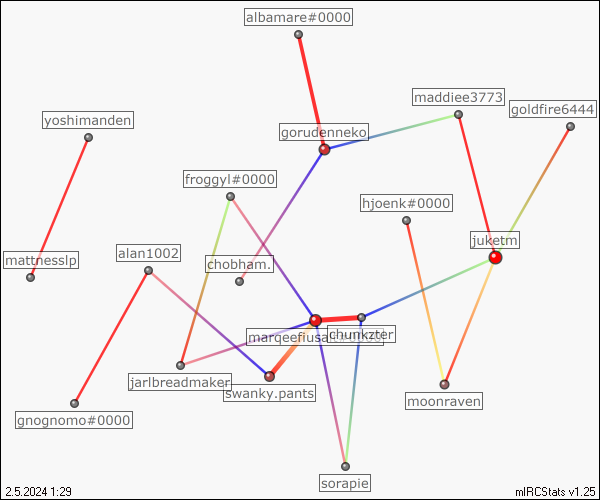 albamare#0000
maddiee3773
goldfire6444
yoshimanden
gorudenneko
froggyl#0000
hjoenk#0000
juketm
alan1002
mattnesslp
chobham.
chunkzter
jarlbreadmaker
swanky.pants
moonraven
gnognomo#0000
sorapie
2.5.2024 1:29
mIRCStats v1.25